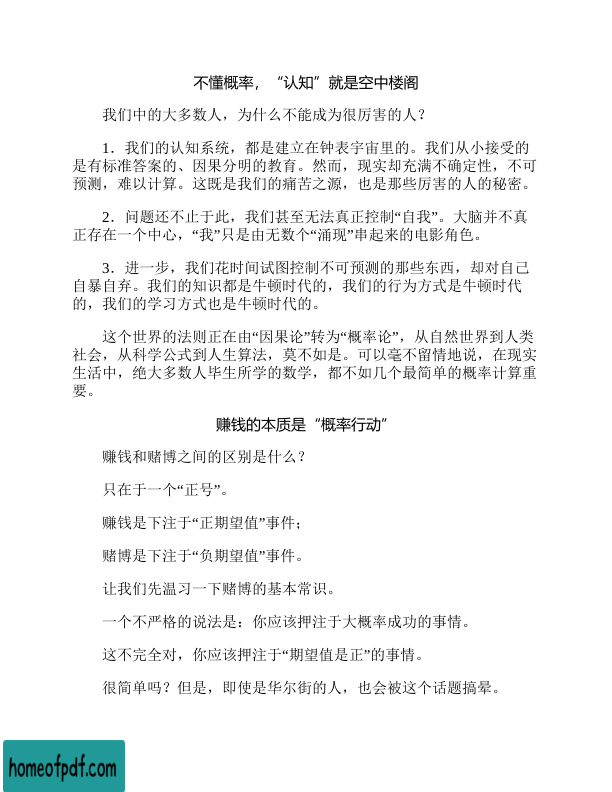 不懂概率，“认知”就是空中楼阁
我们中的大多数人，为什么不能成为很厉害的人？
1．我们的认知系统，都是建立在钟表宇宙里的。我们从小接受的
是有标准答案的、因果分明的教育。然而，现实却充满不确定性，不可
预测，难以计算。这既是我们的痛苦之源，也是那些厉害的人的秘密。
2．问题还不止于此，我们甚至无法真正控制“自我”。大脑并不真
正存在一个中心，“我”只是由无数个“涌现”串起来的电影角色。
3．进一步，我们花时间试图控制不可预测的那些东西，却对自己
自暴自弃。我们的知识都是牛顿时代的，我们的行为方式是牛顿时代
的，我们的学习方式也是牛顿时代的。
这个世界的法则正在由“因果论”转为“概率论”，从自然世界到人类
社会，从科学公式到人生算法，莫不如是。可以毫不留情地说，在现实
生活中，绝大多数人毕生所学的数学，都不如几个最简单的概率计算重
要。
赚钱的本质是“概率行动”
赚钱和赌博之间的区别是什么？
只在于一个“正号”。
赚钱是下注于“正期望值”事件；
赌博是下注于“负期望值”事件。
让我们先温习一下赌博的基本常识。
一个不严格的说法是：你应该押注于大概率成功的事情。
这不完全对，你应该押注于“期望值是正”的事情。
很简单吗？但是，即使是华尔街的人，也会被这个话题搞晕。
homeofpdf.com